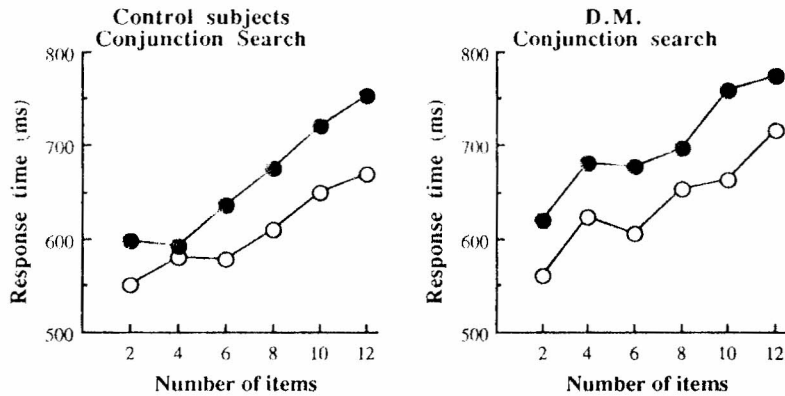 Control subjects
Conjunction Search
800
700
600
500
Response time (ms)
2 4 6 8 10 12
Number of items
D.M.
Conjunction search
800
700
600
500
Response time (ms)
2 4 6 8 10 12
Number of items